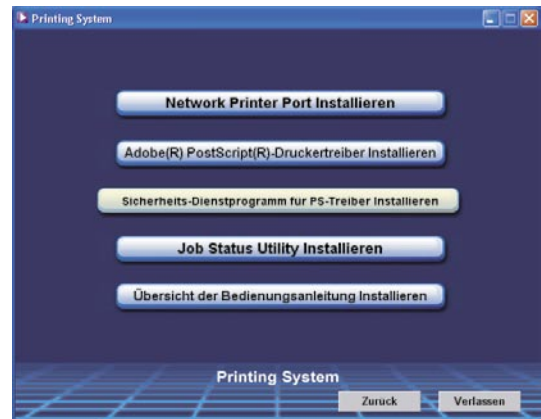 Printing System
Network Printer Port Installieren
Adobe(R) PostScript(R)-Druckertreiber Installieren
Sicherheits-Dienstprogramm für PS-Treiber Installieren
Job Status Utility Installieren
Übersicht der Bedienungsanleitung Installieren
Printing System
Zurück
Verlassen